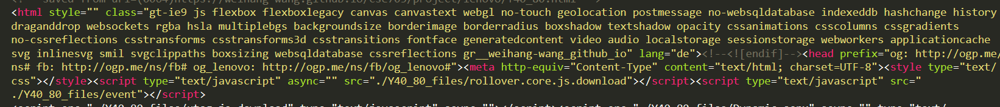 <html style="" class="gt-ie9 js flexbox flexboxlegacy canvas canvastext webgl no-touch geolocation postmessage no-websqldatabase indexeddb hashchange history
draganddrop websockets rgba hsla multiplebgs backgroundsize borderimage borderradius boxshadow textshadow opacity cssanimations csscolumns cssgradients
no-cssreflections csstransforms csstransforms3d csstransitions fontface generatedcontent video audio localstorage sessionstorage webworkers applicationcache
svg inlinesvg smil svgclippaths boxsizing websqldatabase cssreflections gr__weihang-wang_github_io" lang="de"><!--<![endif]--><head prefix="og: http://ogp.me/
ns# fb: http://ogp.me/ns/fb# og_lenovo: http://ogp.me/ns/fb/og_lenovo#"><meta http-equiv="Content-Type" content="text/html; charset=UTF-8"><style type="text/
css"></style><script type="text/javascript" async="" src="./Y40_80_files/rollover.core.js.download"></script><script type="text/javascript" src="
./Y40_80_files/event"></script>